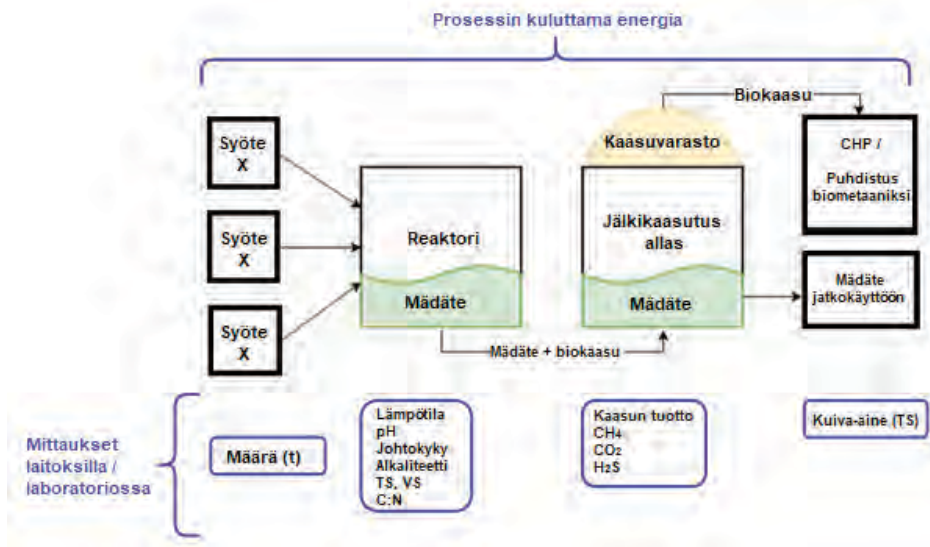 Prosessin kuluttama energia
Biokaasu
Syöte
X
Kaasuvarasto
CHP /
Puhdistus
biometaaniksi
Syöte
X
Reaktori
Jälkikaasutus
allas
Mädäte
Mädäte
Mädäte
jatkokäyttöön
Syöte
X
Mädäte + biokaasu
Mittaukset
laitoksilla /
laboratoriossa
Määrä (t)
Lämpötila
pH
Johtokyky
Alkaliteetti
TS, VS
C:N
Kaasun tuotto
CH4
CO2
H2S
Kuiva-aine (TS)